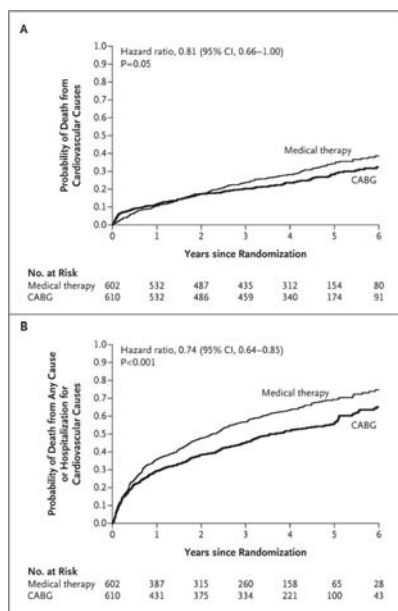 A
Hazard ratio, 0.81 (95% CI, 0.66–1.00)
P=0.05
Probability of Death from
Cardiovascular Causes
1.0
0.9
0.8
0.7
0.6
0.5
0.4
0.3
0.2
0.1
0.0
Medical therapy
CABG
0 1 2 3 4 5 6
Years since Randomization
No. at Risk
Medical therapy 602 532 487 435 312 154 80
CABG 610 532 486 459 340 174 91
B
Hazard ratio, 0.74 (95% CI, 0.64–0.85)
P<0.001
Probability of Death from Any Cause
or Hospitalization for
Cardiovascular Causes
1.0
0.9
0.8
0.7
0.6
0.5
0.4
0.3
0.2
0.1
0.0
Medical therapy
CABG
0 1 2 3 4 5 6
Years since Randomization
No. at Risk
Medical therapy 602 387 315 260 158 65 28
CABG 610 431 375 334 221 100 43